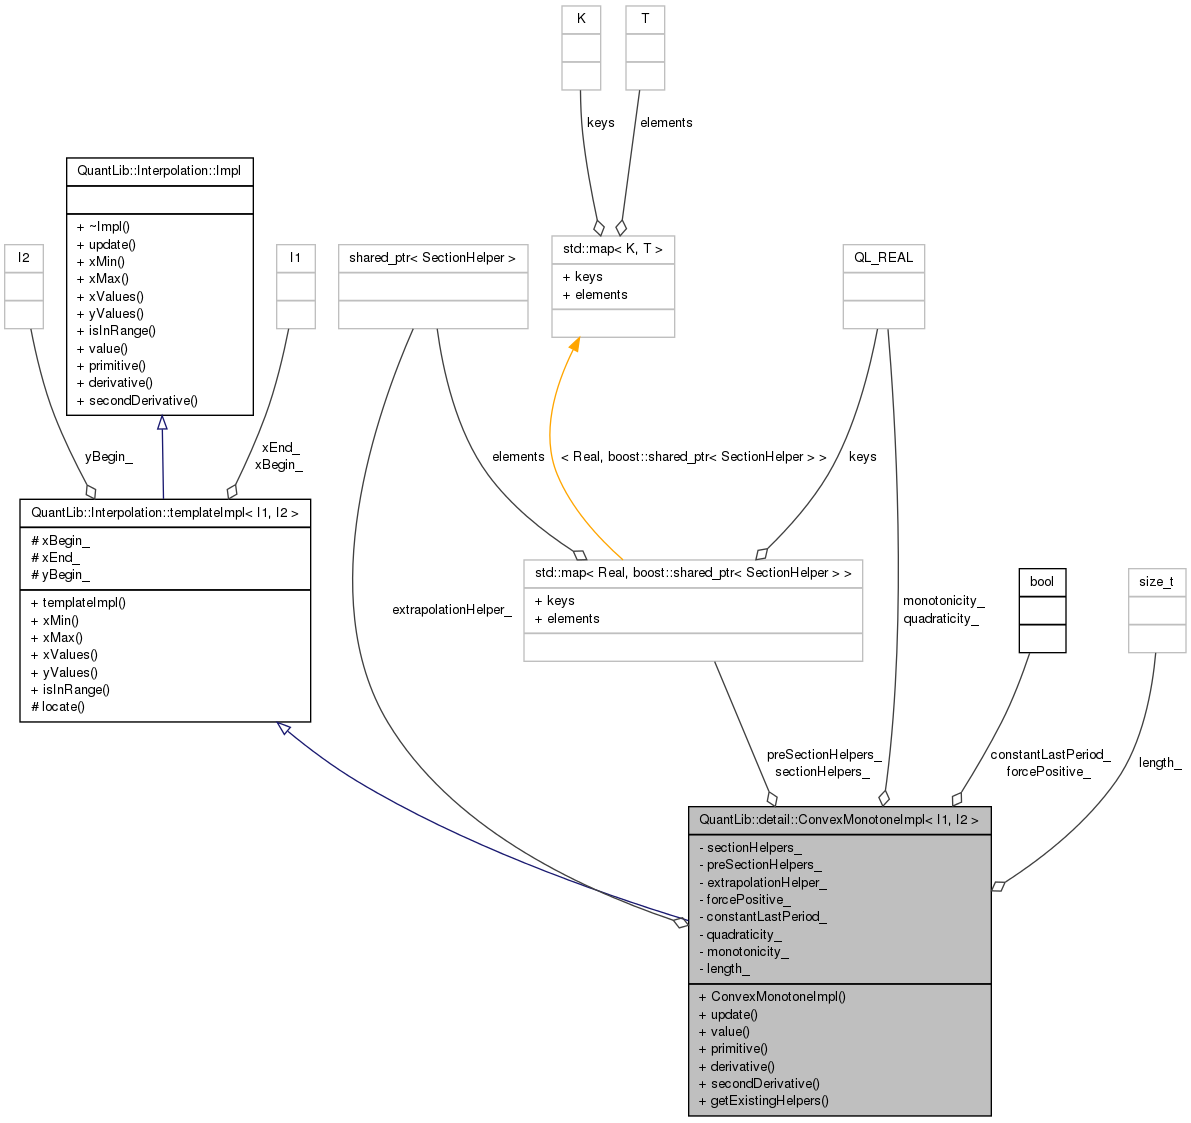 K
T
keys
elements
QuantLib::Interpolation::Impl
+ ~Impl()
+ update()
+ xMin()
+ xMax()
+ xValues()
+ yValues()
+ isInRange()
+ value()
+ primitive()
+ derivative()
+ secondDerivative()
I2
I1
shared_ptr< SectionHelper >
std::map< K, T >
+ keys
+ elements
QL_REAL
yBegin_
xEnd_
xBegin_
elements
< Real, boost::shared_ptr< SectionHelper > >
keys
QuantLib::Interpolation::templateImpl< I1, I2 >
# xBegin_
# xEnd_
# yBegin_
+ templateImpl()
+ xMin()
+ xMax()
+ xValues()
+ yValues()
+ isInRange()
# locate()
extrapolationHelper_
std::map< Real, boost::shared_ptr< SectionHelper > >
+ keys
+ elements
monotonicity_
quadraticity_
bool
size_t
preSectionHelpers_
sectionHelpers_
constantLastPeriod_
forcePositive_
length_
QuantLib::detail::ConvexMonotoneImpl< I1, I2 >
- sectionHelpers_
- preSectionHelpers_
- extrapolationHelper_
- forcePositive_
- constantLastPeriod_
- quadraticity_
- monotonicity_
- length_
+ ConvexMonotoneImpl()
+ update()
+ value()
+ primitive()
+ derivative()
+ secondDerivative()
+ getExistingHelpers()